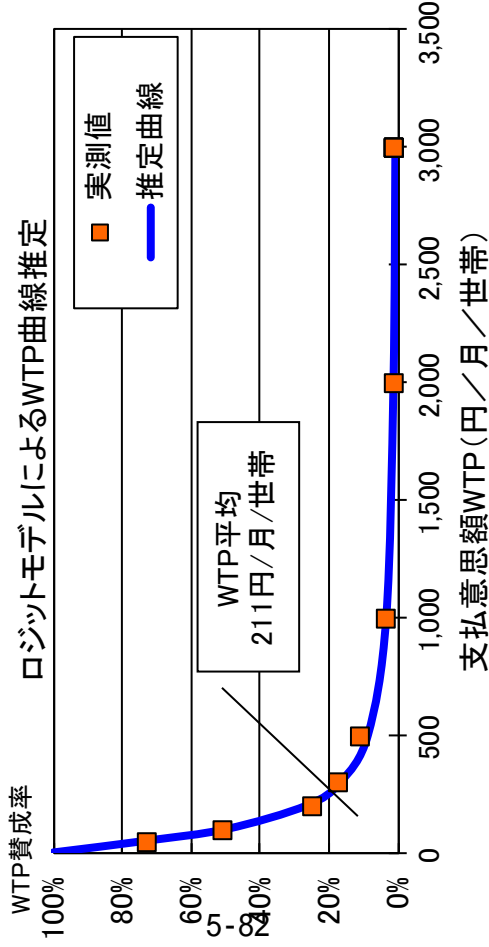 ロジットモデルによるWTP曲線推定
WTP賛成率
100%
80%
60%
40%
20%
0%
実測値
推定曲線
WTP平均
211円/月/世帯
0
500
1,000
1,500
2,000
2,500
3,000
3,500
支払意思額WTP(円/月/世帯)
5-82